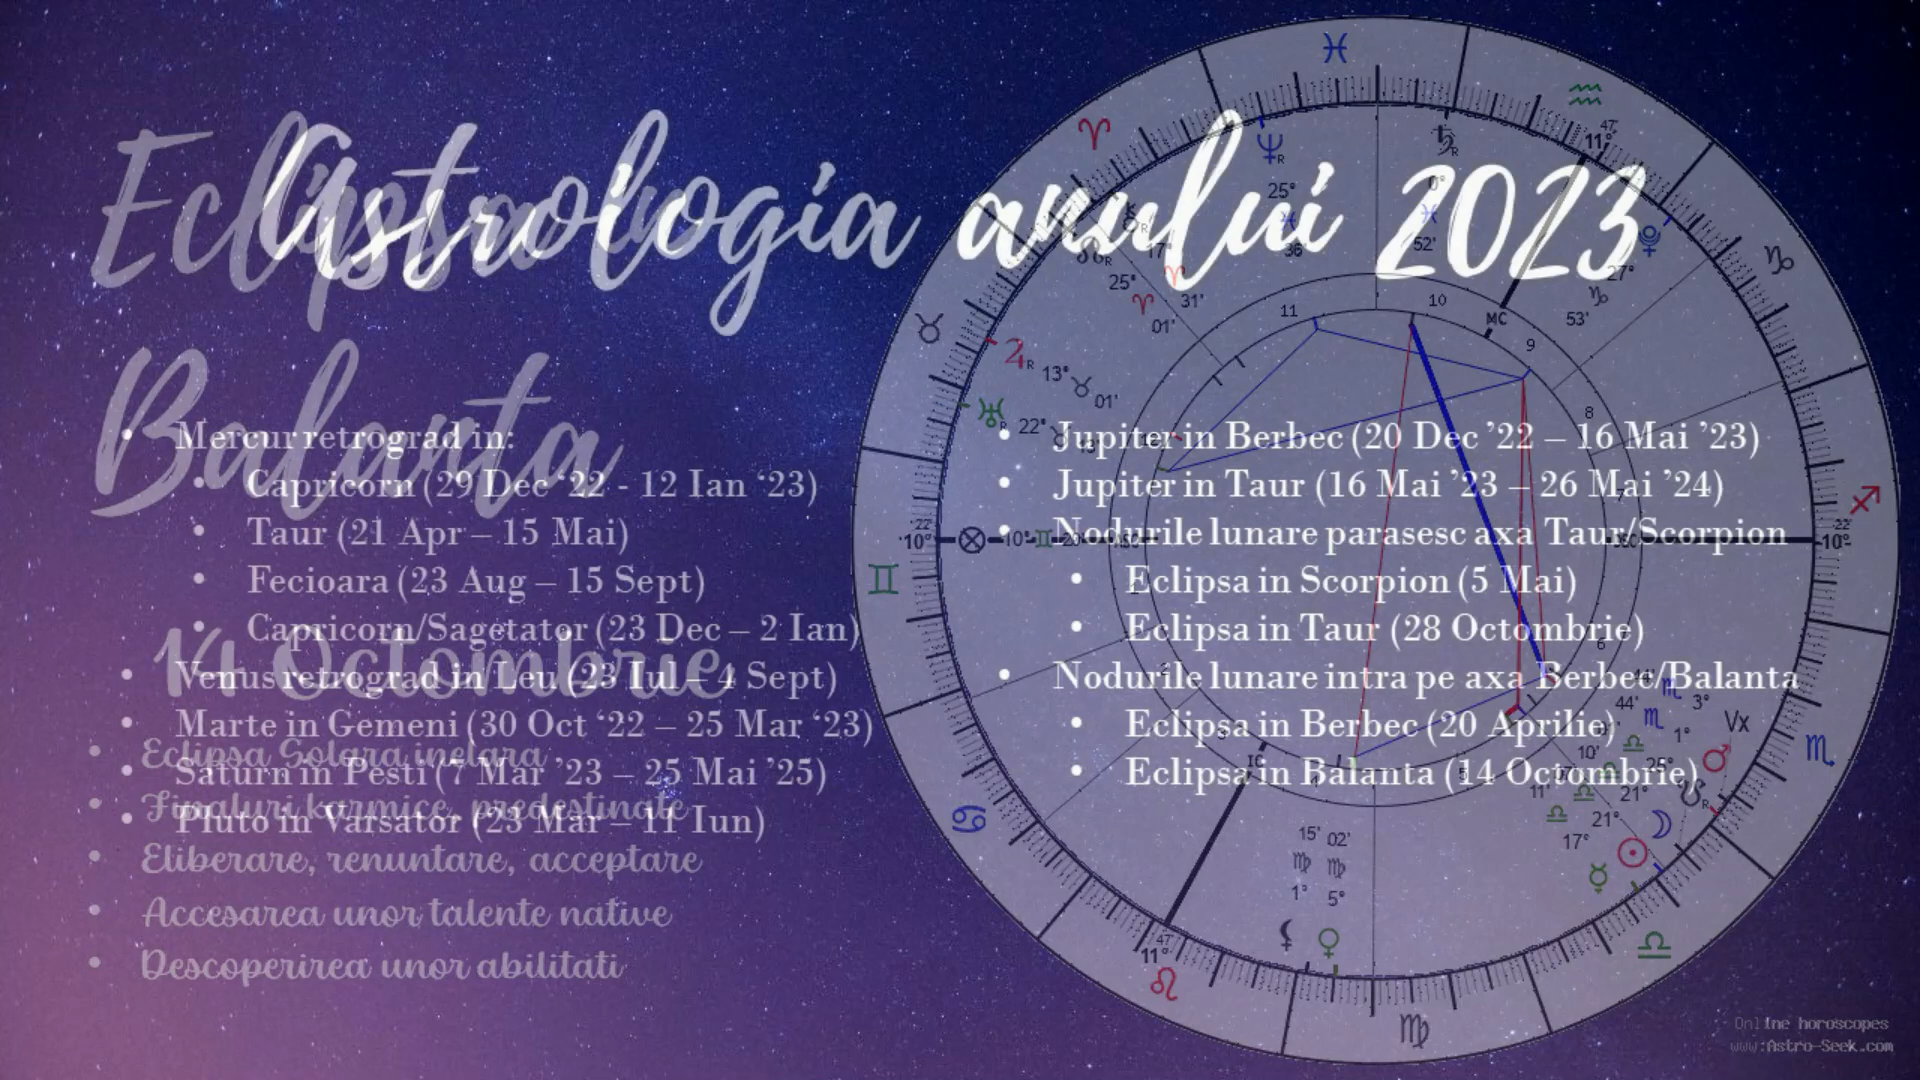 Astrologia anului 2023
Eclipsa in
Balanta
14 Octombrie
• Eclipsa Solara inelara
• Finaluri karmice, predestinate
• Eliberare, renuntare, acceptare
• Accesarea unor talente native
• Descoperirea unor abilitati
• Mercur retrograd in:
• Capricorn (29 Dec ‘22 - 12 Ian ‘23)
• Taur (21 Apr – 15 Mai)
• Fecioara (23 Aug – 15 Sept)
• Capricorn/Sagetator (23 Dec – 2 Ian)
• Venus retrograd in Leu (23 Iul – 4 Sept)
• Marte in Gemeni (30 Oct ‘22 – 25 Mar ‘23)
• Saturn in Pesti (7 Mar ’23 – 25 Mai ’25)
• Pluto in Varsator (23 Mar – 11 Iun)
• Jupiter in Berbec (20 Dec ’22 – 16 Mai ’23)
• Jupiter in Taur (16 Mai ’23 – 26 Mai ’24)
• Nodurile lunare parasesc axa Taur/Scorpion
• Eclipsa in Scorpion (5 Mai)
• Eclipsa in Taur (28 Octombrie)
• Nodurile lunare intra pe axa Berbec/Balanta
• Eclipsa in Berbec (20 Aprilie)
• Eclipsa in Balanta (14 Octombrie)
MC
IC
Vx
Online horoscopes
www.Astro-Seek.com